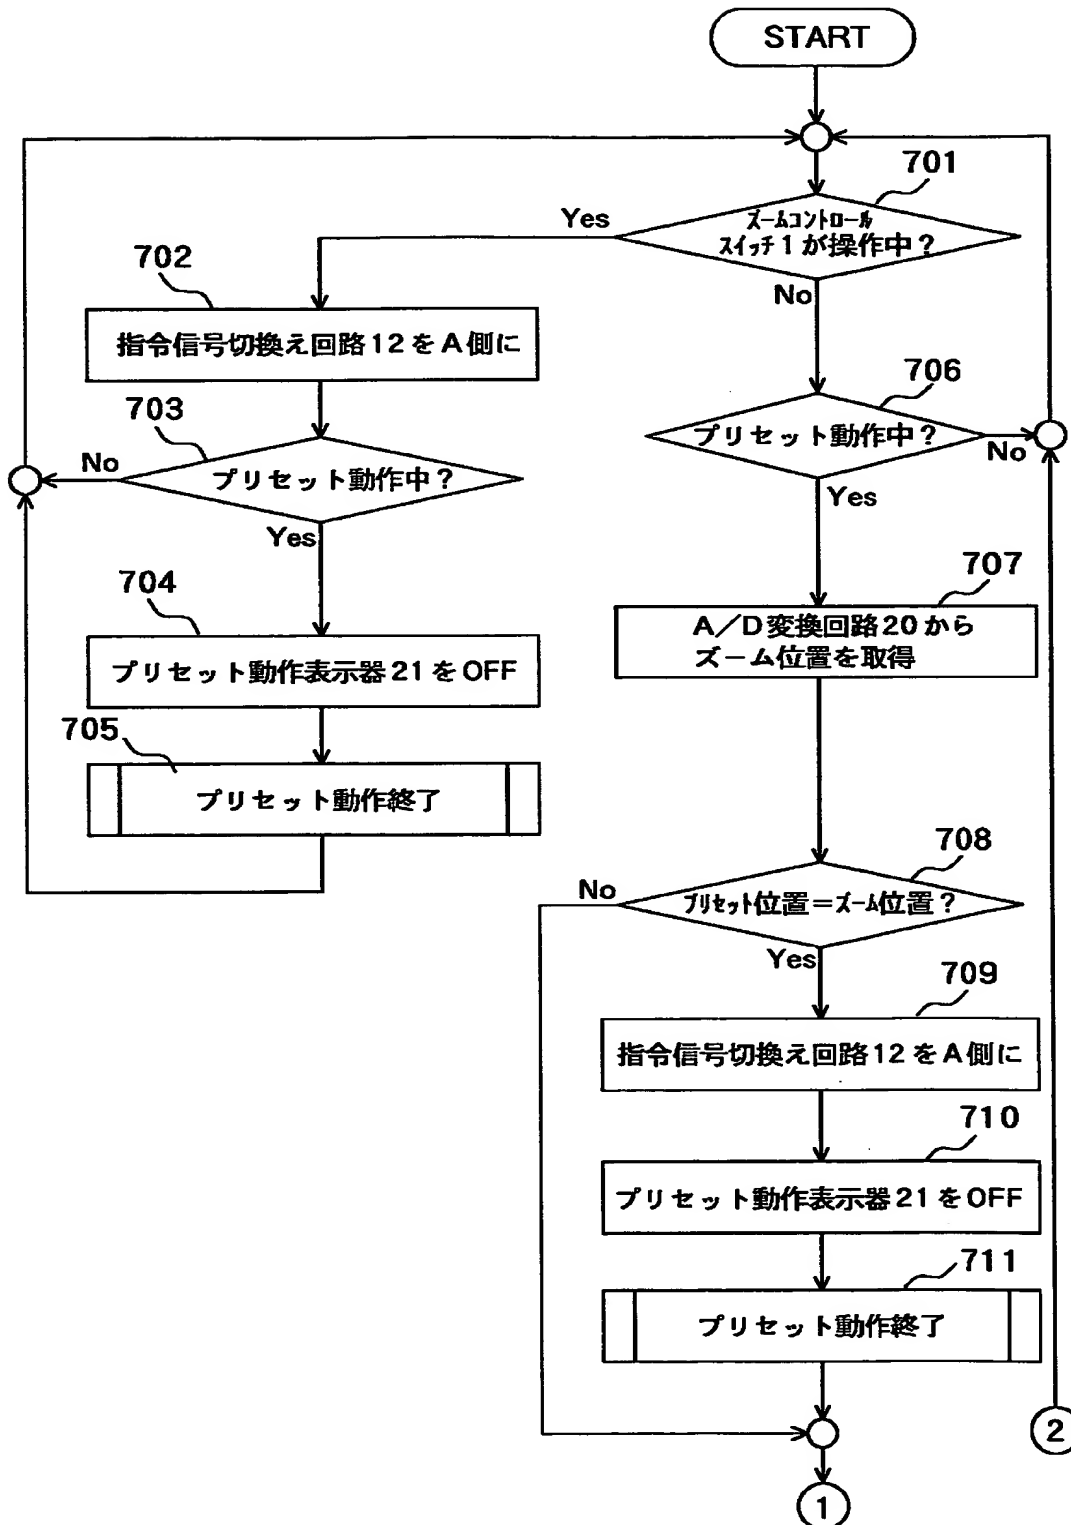 START
701
ズームコントロール
スイッチ1が操作中?
Yes
No
702
指令信号切換え回路12をA側に
703
プリセット動作中?
No
Yes
704
プリセット動作表示器21をOFF
705
プリセット動作終了
706
プリセット動作中?
No
Yes
707
A/D変換回路20から
ズーム位置を取得
708
プリセット位置=ズーム位置?
No
Yes
709
指令信号切換え回路12をA側に
710
プリセット動作表示器21をOFF
711
プリセット動作終了
2
1